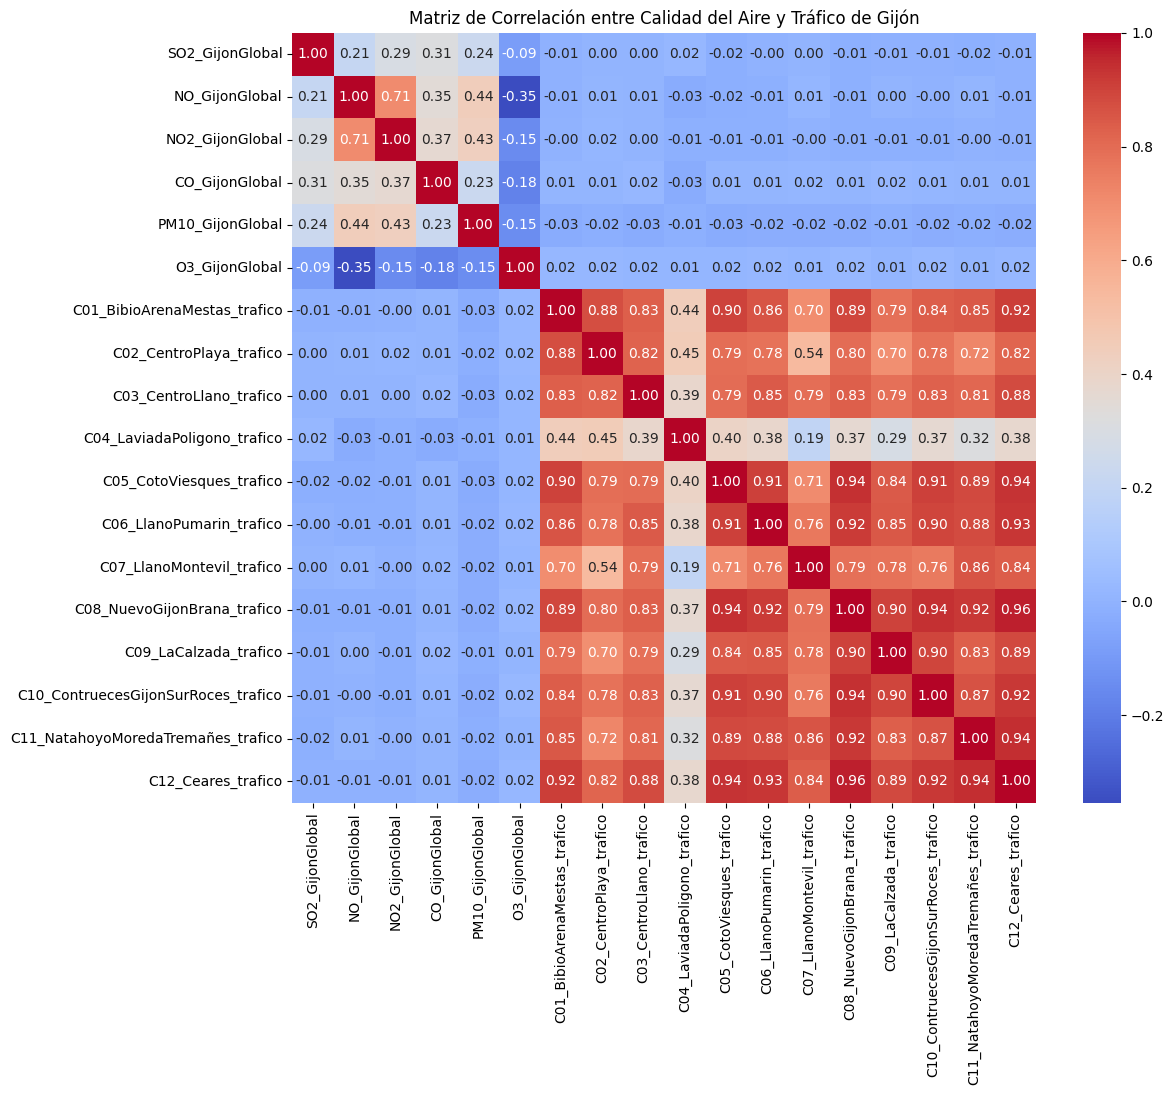 Matriz de Correlación entre Calidad del Aire y Tráfico de Gijón
SO2_GijonGlobal 1.00 0.21 0.29 0.31 0.24 -0.09 -0.01 0.00 0.00 0.02 -0.02 -0.00 0.00 -0.01 -0.01 -0.01 -0.02 -0.01
NO_GijonGlobal 0.21 1.00 0.71 0.35 0.44 -0.35 -0.01 0.01 0.01 -0.03 -0.02 -0.01 0.01 -0.01 0.00 -0.00 0.01 -0.01
NO2_GijonGlobal 0.29 0.71 1.00 0.37 0.43 -0.15 -0.00 0.02 0.00 -0.01 -0.01 -0.01 -0.00 -0.01 -0.01 -0.01 -0.00 -0.01
CO_GijonGlobal 0.31 0.35 0.37 1.00 0.23 -0.18 0.01 0.01 0.02 -0.03 0.01 0.01 0.02 0.01 0.02 0.01 0.01 0.01
PM10_GijonGlobal 0.24 0.44 0.43 0.23 1.00 -0.15 -0.03 -0.02 -0.03 -0.01 -0.03 -0.02 -0.02 -0.02 -0.01 -0.02 -0.02 -0.02
O3_GijonGlobal -0.09 -0.35 -0.15 -0.18 -0.15 1.00 0.02 0.02 0.02 0.01 0.02 0.02 0.01 0.02 0.01 0.02 0.01 0.02
C01_BibioArenaMestas_trafico -0.01 -0.01 -0.00 0.01 -0.03 0.02 1.00 0.88 0.83 0.44 0.90 0.86 0.70 0.89 0.79 0.84 0.85 0.92
C02_CentroPlaya_trafico 0.00 0.01 0.02 0.01 -0.02 0.02 0.88 1.00 0.82 0.45 0.79 0.78 0.54 0.80 0.70 0.78 0.72 0.82
C03_CentroLlano_trafico 0.00 0.01 0.00 0.02 -0.03 0.02 0.83 0.82 1.00 0.39 0.79 0.85 0.79 0.83 0.79 0.83 0.81 0.88
C04_LaviadaPoligono_trafico 0.02 -0.03 -0.01 -0.03 -0.01 0.01 0.44 0.45 0.39 1.00 0.40 0.38 0.19 0.37 0.29 0.37 0.32 0.38
C05_CotoViesques_trafico -0.02 -0.02 -0.01 0.01 -0.03 0.02 0.90 0.79 0.79 0.40 1.00 0.91 0.71 0.94 0.84 0.91 0.89 0.94
C06_LlanoPumarin_trafico -0.00 -0.01 -0.01 0.01 -0.02 0.02 0.86 0.78 0.85 0.38 0.91 1.00 0.76 0.92 0.85 0.90 0.88 0.93
C07_LlanoMontevil_trafico 0.00 0.01 -0.00 0.02 -0.02 0.01 0.70 0.54 0.79 0.19 0.71 0.76 1.00 0.79 0.78 0.76 0.86 0.84
C08_NuevoGijonBrana_trafico -0.01 -0.01 -0.01 0.01 -0.02 0.02 0.89 0.80 0.83 0.37 0.94 0.92 0.79 1.00 0.90 0.94 0.92 0.96
C09_LaCalzada_trafico -0.01 0.00 -0.01 0.02 -0.01 0.01 0.79 0.70 0.79 0.29 0.84 0.85 0.78 0.90 1.00 0.90 0.83 0.89
C10_ContruecesGijonSurRoces_trafico -0.01 -0.00 -0.01 0.01 -0.02 0.02 0.84 0.78 0.83 0.37 0.91 0.90 0.76 0.94 0.90 1.00 0.87 0.92
C11_NatahoyoMoredaTremañes_trafico -0.02 0.01 -0.00 0.01 -0.02 0.01 0.85 0.72 0.81 0.32 0.89 0.88 0.86 0.92 0.83 0.87 1.00 0.94
C12_Ceares_trafico -0.01 -0.01 -0.01 0.01 -0.02 0.02 0.92 0.82 0.88 0.38 0.94 0.93 0.84 0.96 0.89 0.92 0.94 1.00
SO2_GijonGlobal
NO_GijonGlobal
NO2_GijonGlobal
CO_GijonGlobal
PM10_GijonGlobal
O3_GijonGlobal
C01_BibioArenaMestas_trafico
C02_CentroPlaya_trafico
C03_CentroLlano_trafico
C04_LaviadaPoligono_trafico
C05_CotoViesques_trafico
C06_LlanoPumarin_trafico
C07_LlanoMontevil_trafico
C08_NuevoGijonBrana_trafico
C09_LaCalzada_trafico
C10_ContruecesGijonSurRoces_trafico
C11_NatahoyoMoredaTremañes_trafico
C12_Ceares_trafico
1.0
0.8
0.6
0.4
0.2
0.0
−0.2